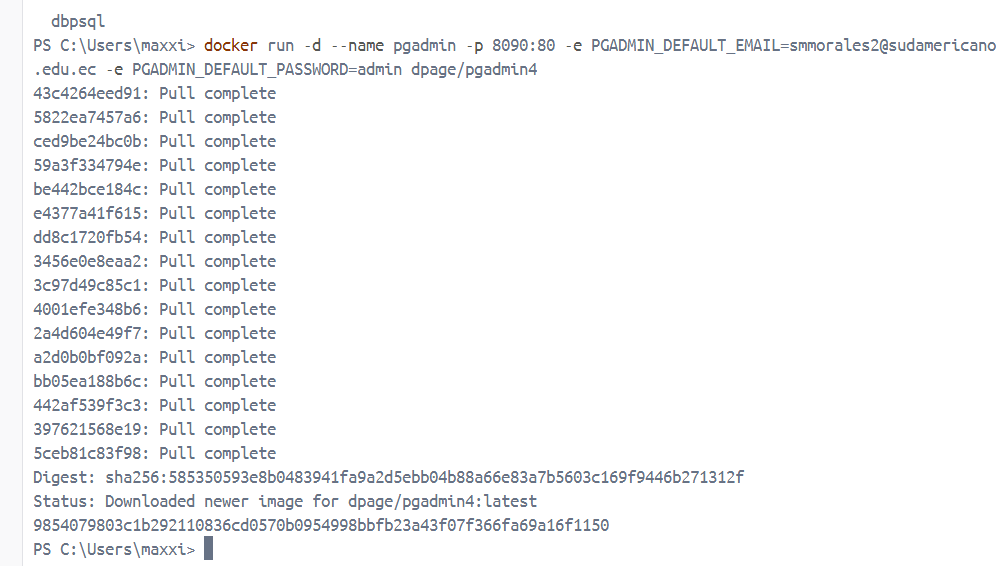 dbpsql
PS C:\Users\maxxi> docker run -d --name pgadmin -p 8090:80 -e PGADMIN_DEFAULT_EMAIL=smmorales2@sudamericano
.edu.ec -e PGADMIN_DEFAULT_PASSWORD=admin dpage/pgadmin4
43c4264eed91: Pull complete
5822ea7457a6: Pull complete
ced9be24bc0b: Pull complete
59a3f334794e: Pull complete
be442bce184c: Pull complete
e4377a41f615: Pull complete
dd8c1720fb54: Pull complete
3456e0e8eaa2: Pull complete
3c97d49c85c1: Pull complete
4001efe348b6: Pull complete
2a4d604e49f7: Pull complete
a2d0b0bf092a: Pull complete
bb05ea188b6c: Pull complete
442af539f3c3: Pull complete
397621568e19: Pull complete
5ceb81c83f98: Pull complete
Digest: sha256:585350593e8b0483941fa9a2d5ebb04b88a66e83a7b5603c169f9446b271312f
Status: Downloaded newer image for dpage/pgadmin4:latest
9854079803c1b292110836cd0570b0954998bbfb23a43f07f366fa69a16f1150
PS C:\Users\maxxi>